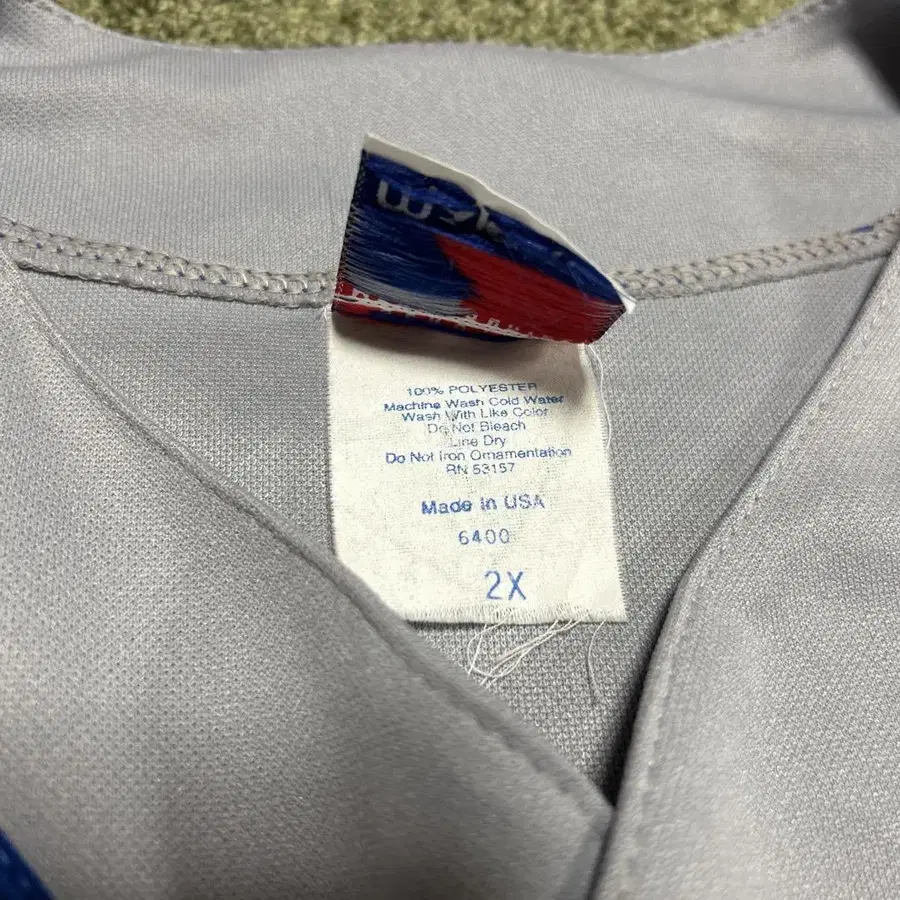 100% POLYESTER
Machine Wash Cold Water
Wash With Like Color
Do Not Bleach
Line Dry
Do Not Iron Ornamentation
RN 53157
Made in USA
6400
2X